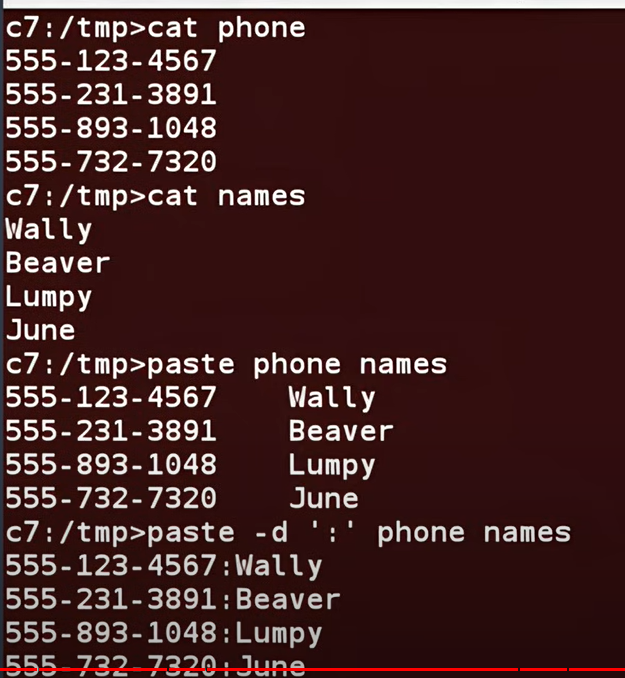 c7:/tmp>cat phone
555-123-4567
555-231-3891
555-893-1048
555-732-7320
c7:/tmp>cat names
Wally
Beaver
Lumpy
June
c7:/tmp>paste phone names
555-123-4567    Wally
555-231-3891    Beaver
555-893-1048    Lumpy
555-732-7320    June
c7:/tmp>paste -d ':' phone names
555-123-4567:Wally
555-231-3891:Beaver
555-893-1048:Lumpy
555-732-7320:June